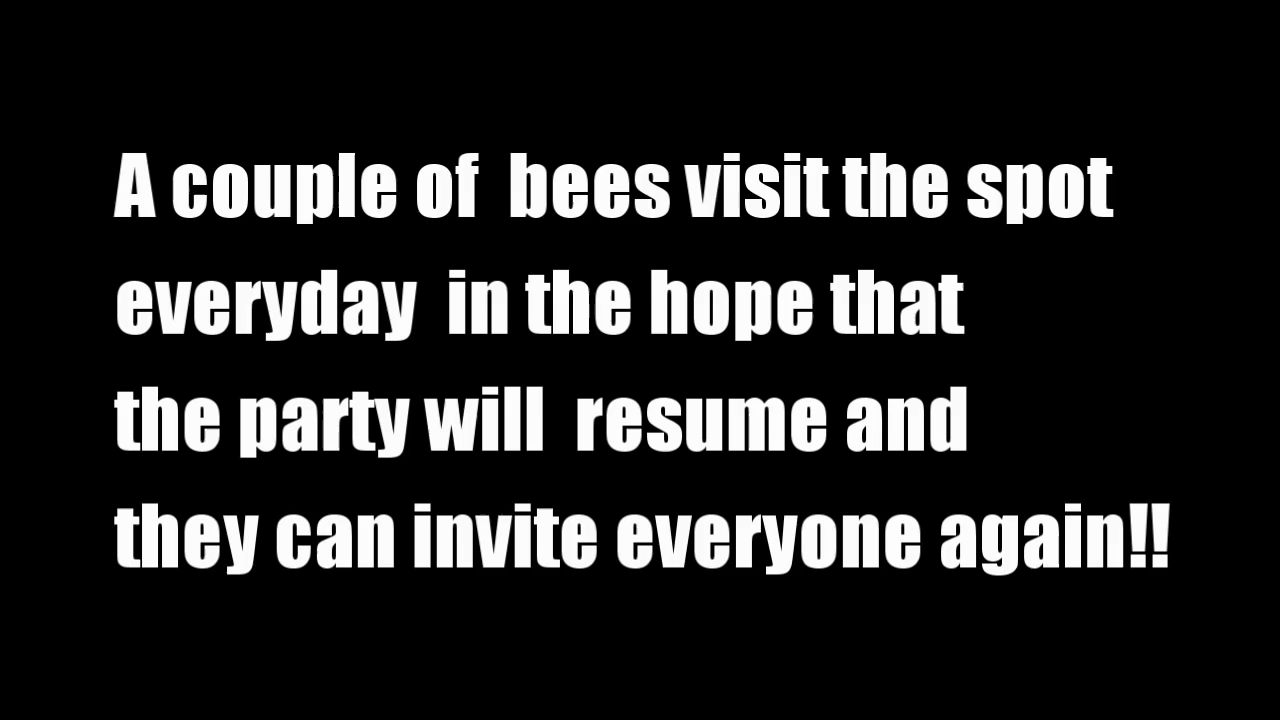 A couple of  bees visit the spot
everyday  in the hope that
the party will  resume and
they can invite everyone again!!